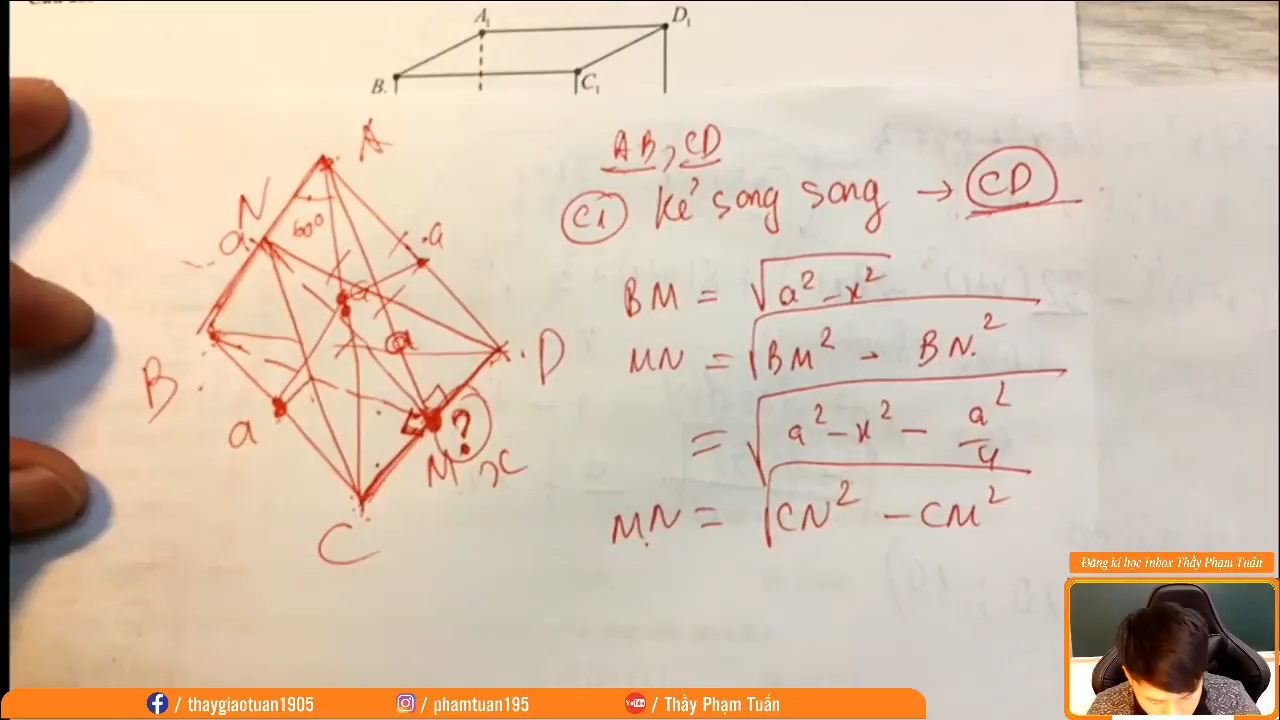 A₁
D₁
B.
C₁
A
AB, CD
C1 Kẻ song song → CD
N
a
60°
a
BM = √(a² - x²)
a
MN = √(BM² - BN²)
a
D
B
= √(a² - x² - a²/4)
a
?
M
x
MN = √(CN² - CM²)
C
Đăng kí học Inbox Thầy Phạm Tuấn
/ thaygiaotuan1905
/ phamtuan195
YouTube
/ Thầy Phạm Tuấn